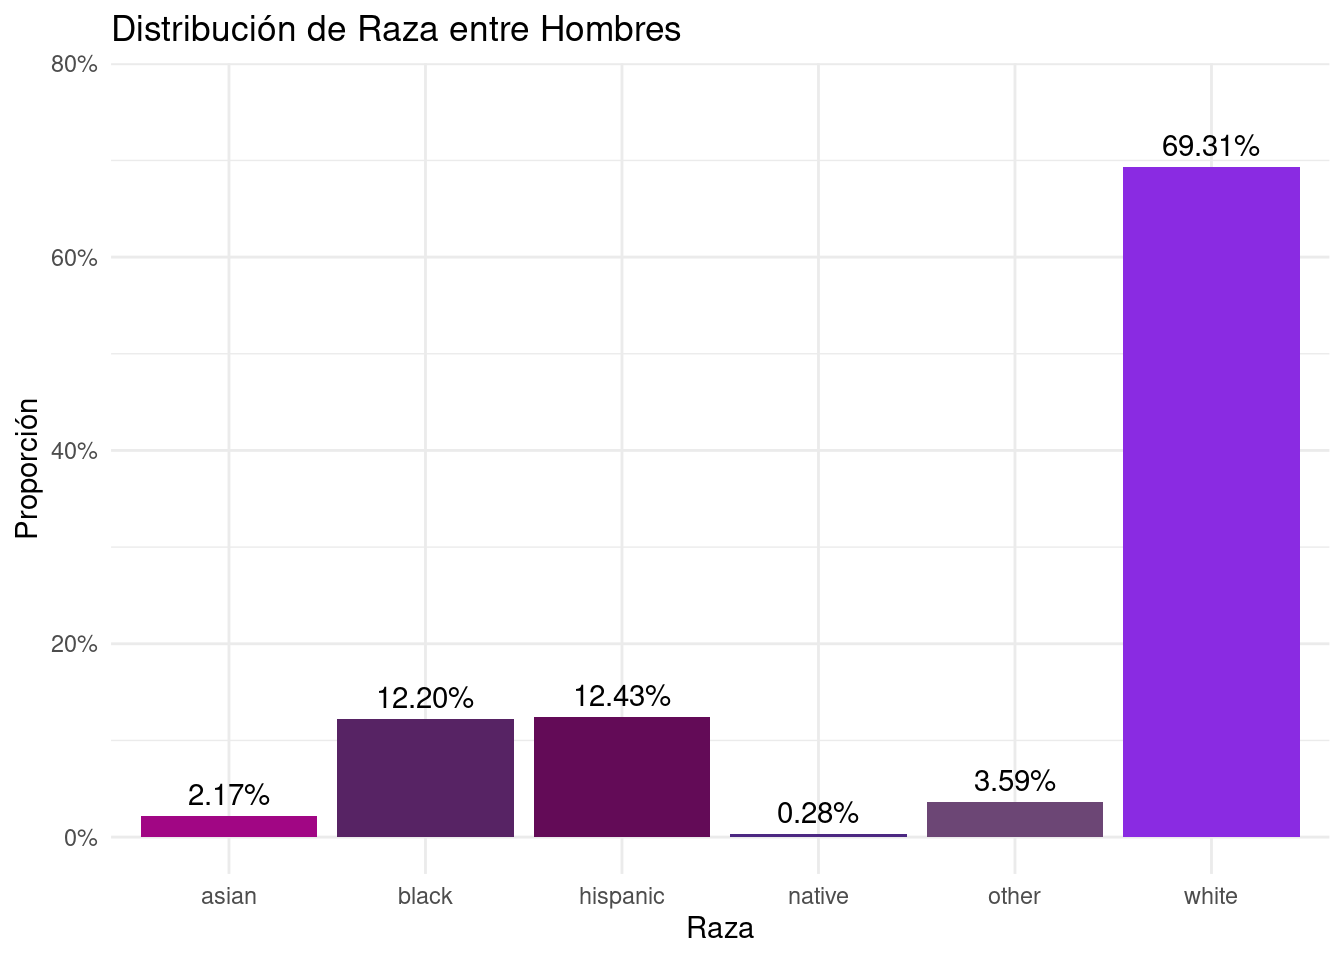 Distribución de Raza entre Hombres
80%
60%
40%
20%
0%
Proporción
69.31%
12.20%
12.43%
2.17%
0.28%
3.59%
asian
black
hispanic
native
other
white
Raza